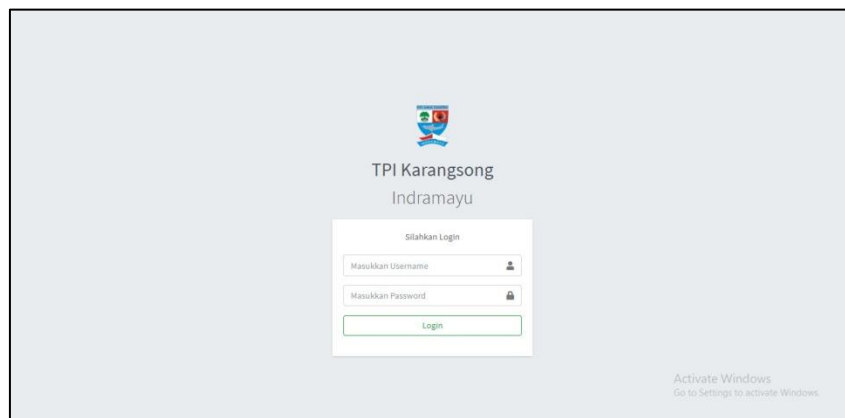 TPI Karangsong
Indramayu
Silahkan Login
Masukkan Username
Masukkan Password
Login
Activate Windows
Go to Settings to activate Windows.